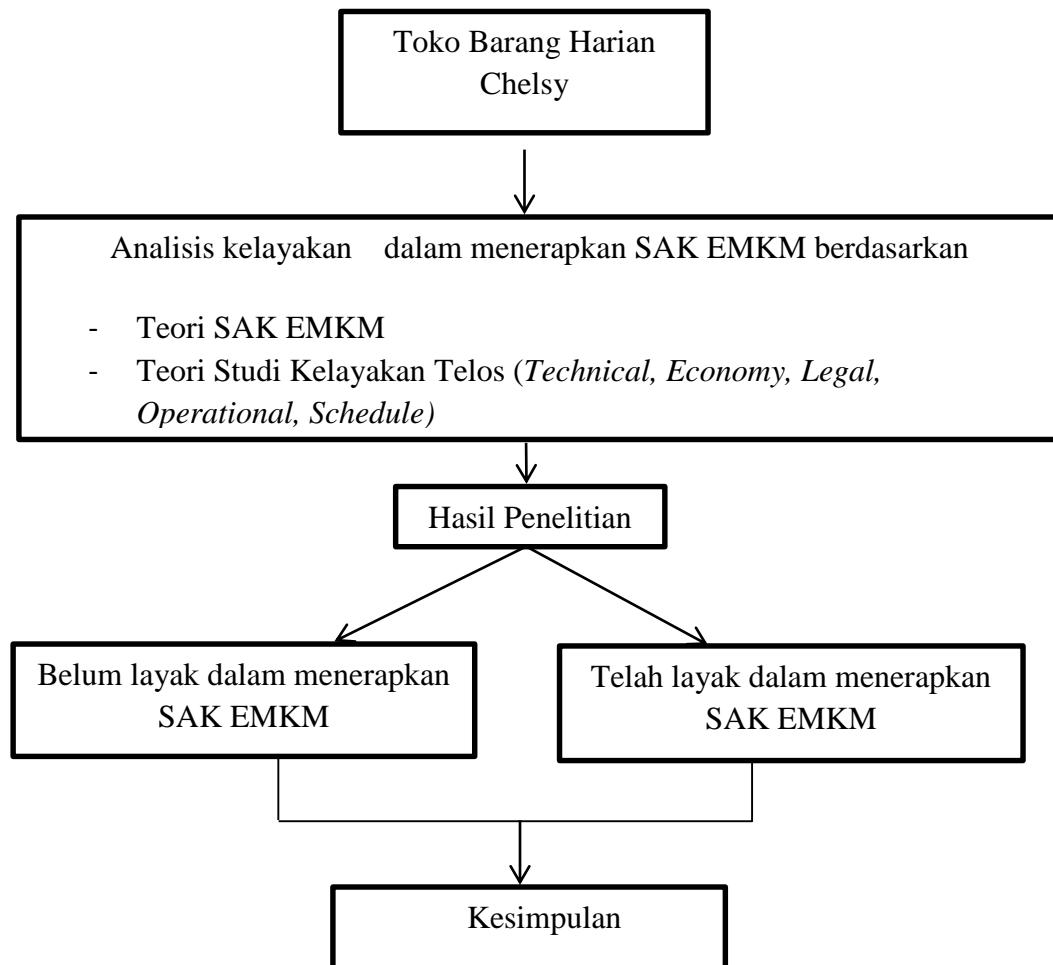 Toko Barang Harian
Chelsy
Analisis kelayakan dalam menerapkan SAK EMKM berdasarkan
- Teori SAK EMKM
- Teori Studi Kelayakan Telos (Technical, Economy, Legal,
Operational, Schedule)
Hasil Penelitian
Belum layak dalam menerapkan
SAK EMKM
Telah layak dalam menerapkan
SAK EMKM
Kesimpulan